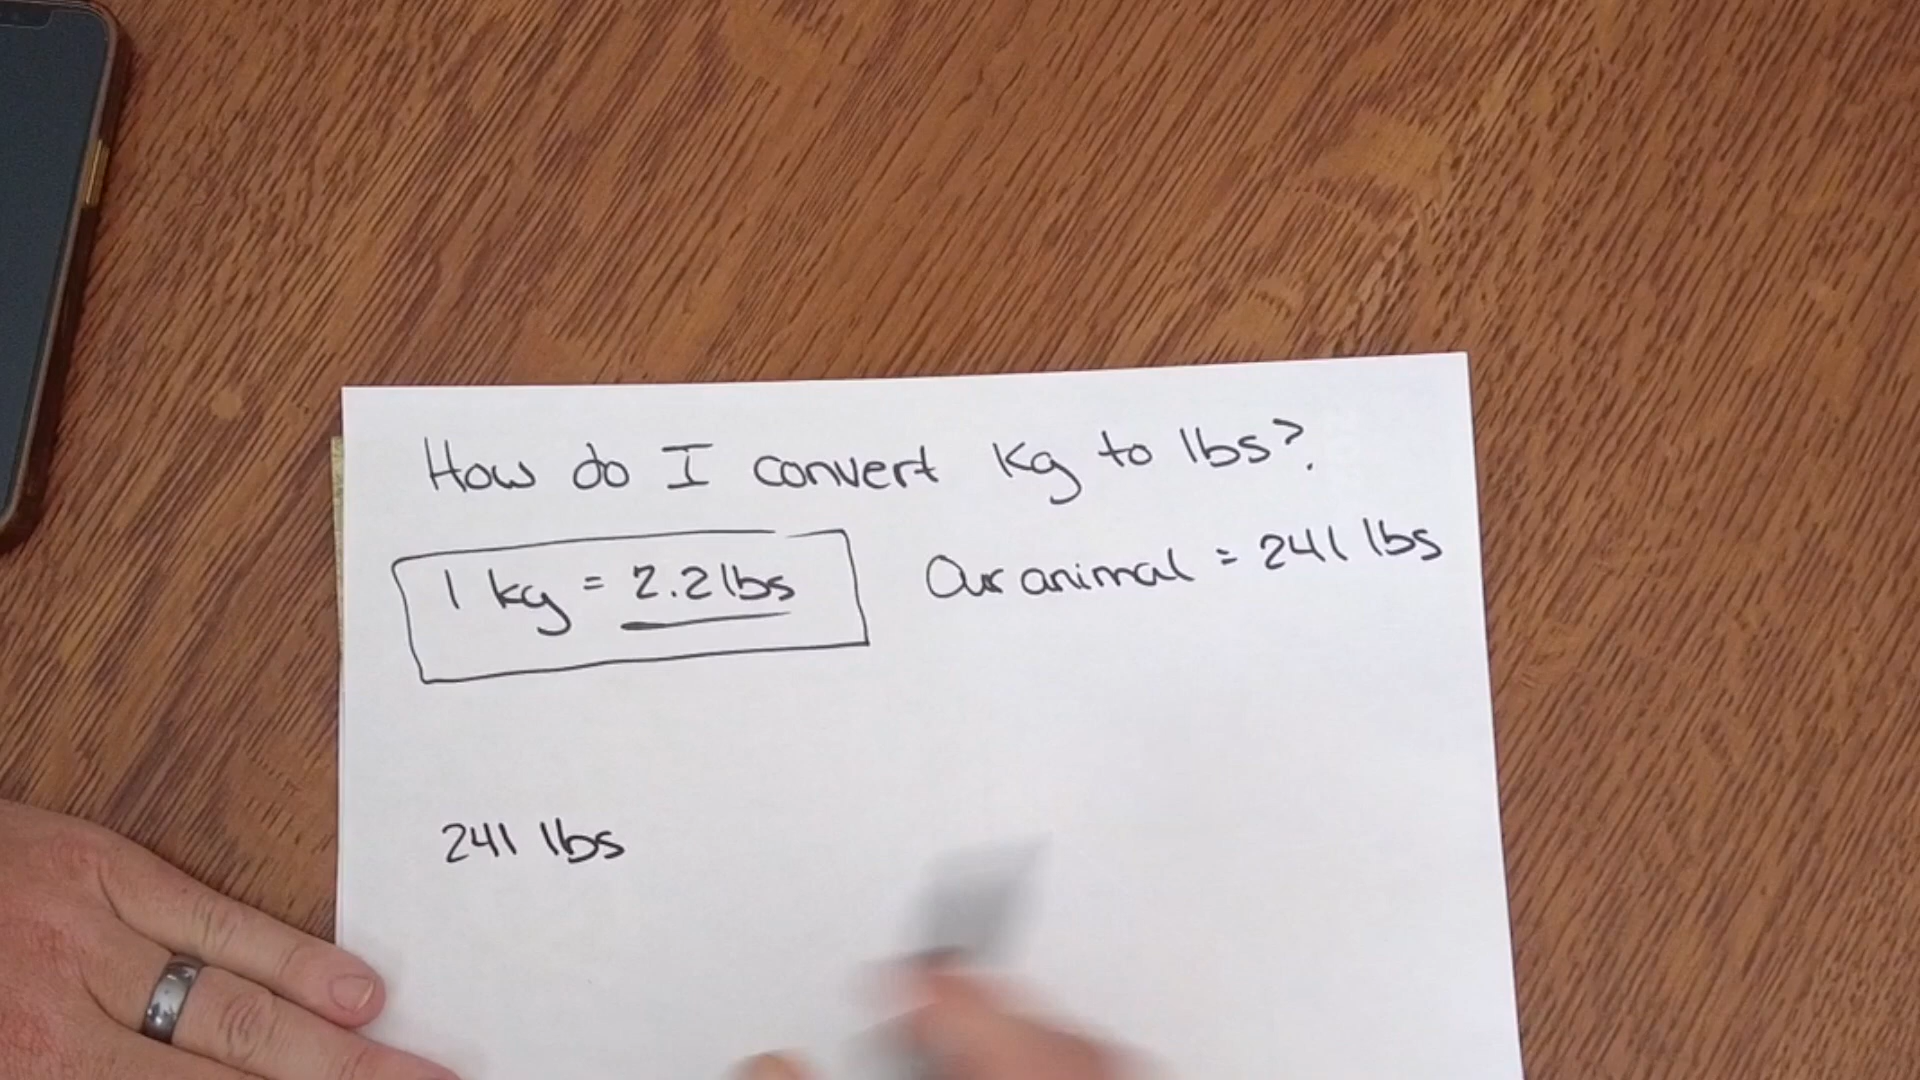 How do I convert Kg to lbs?
1 kg = 2.2 lbs
Our animal = 241 lbs
241 lbs